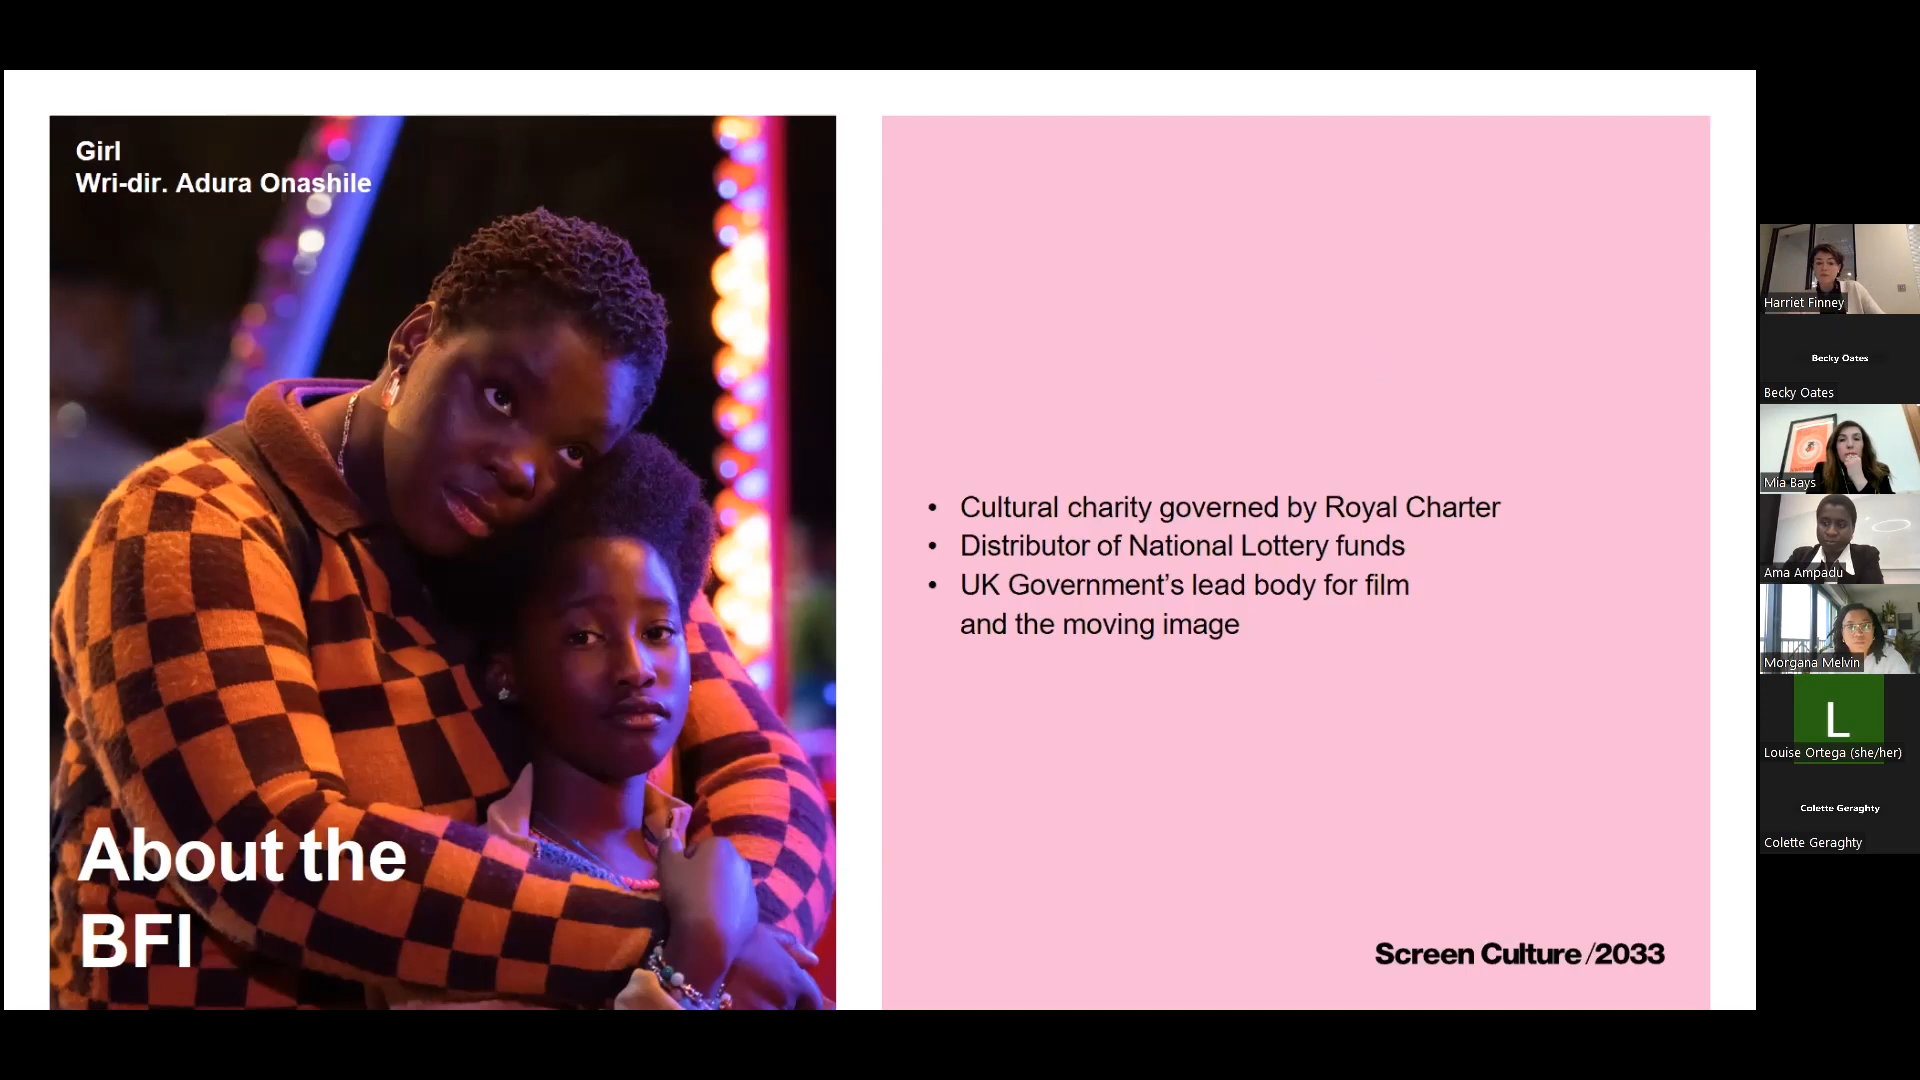 Girl
Wri-dir. Adura Onashile
About the
BFI
• Cultural charity governed by Royal Charter
• Distributor of National Lottery funds
• UK Government’s lead body for film
and the moving image
Screen Culture /2033
Harriet Finney
Becky Oates
Becky Oates
Mia Bays
Ama Ampadu
Morgana Melvin
L
Louise Ortega (she/her)
Colette Geraghty
Colette Geraghty